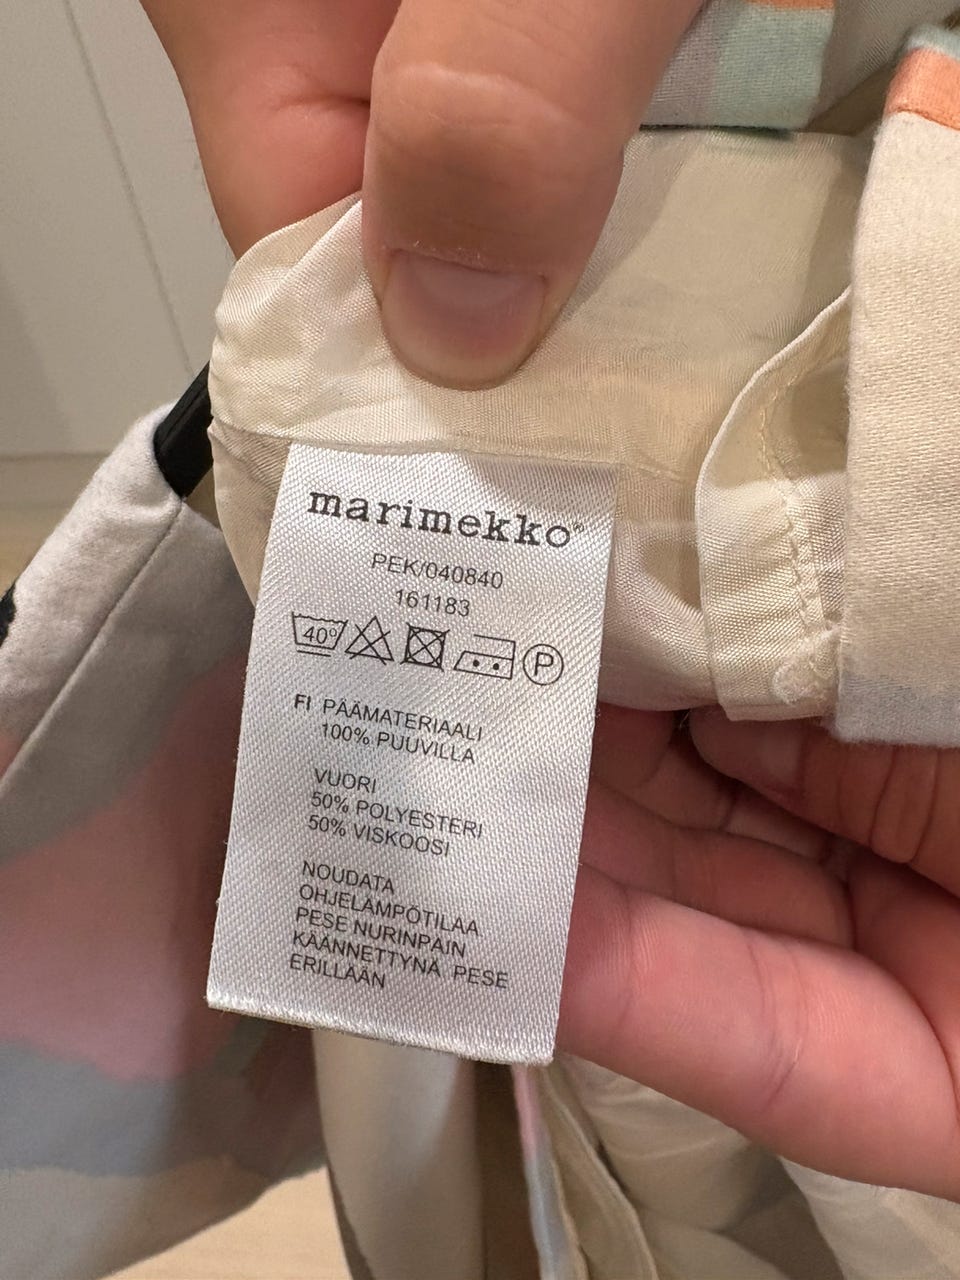 marimekko®
PEK/040840
161183
40°
P
FI PÄÄMATERIAALI
100% PUUVILLA
VUORI
50% POLYESTERI
50% VISKOOSI
NOUDATA
OHJELÄMPÖTILAA
PESE NURINPAIN
KÄÄNNETTYNÄ PESE
ERILLÄÄN